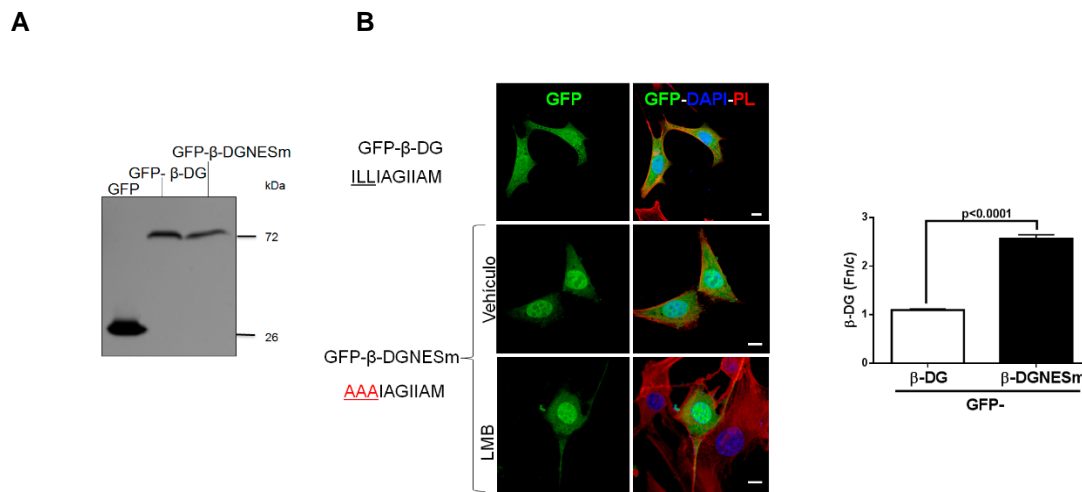 A
B
GFP-β-DGNESm
GFP- β-DG
GFP
kDa
72
26
GFP
GFP-DAPI-PL
GFP-β-DG
ILLIAGIIAM
Vehículo
GFP-β-DGNESm
AAAIAGIIAM
LMB
p<0.0001
β-DG (Fn/c)
3
2
1
0
β-DG
β-DGNESm
GFP-